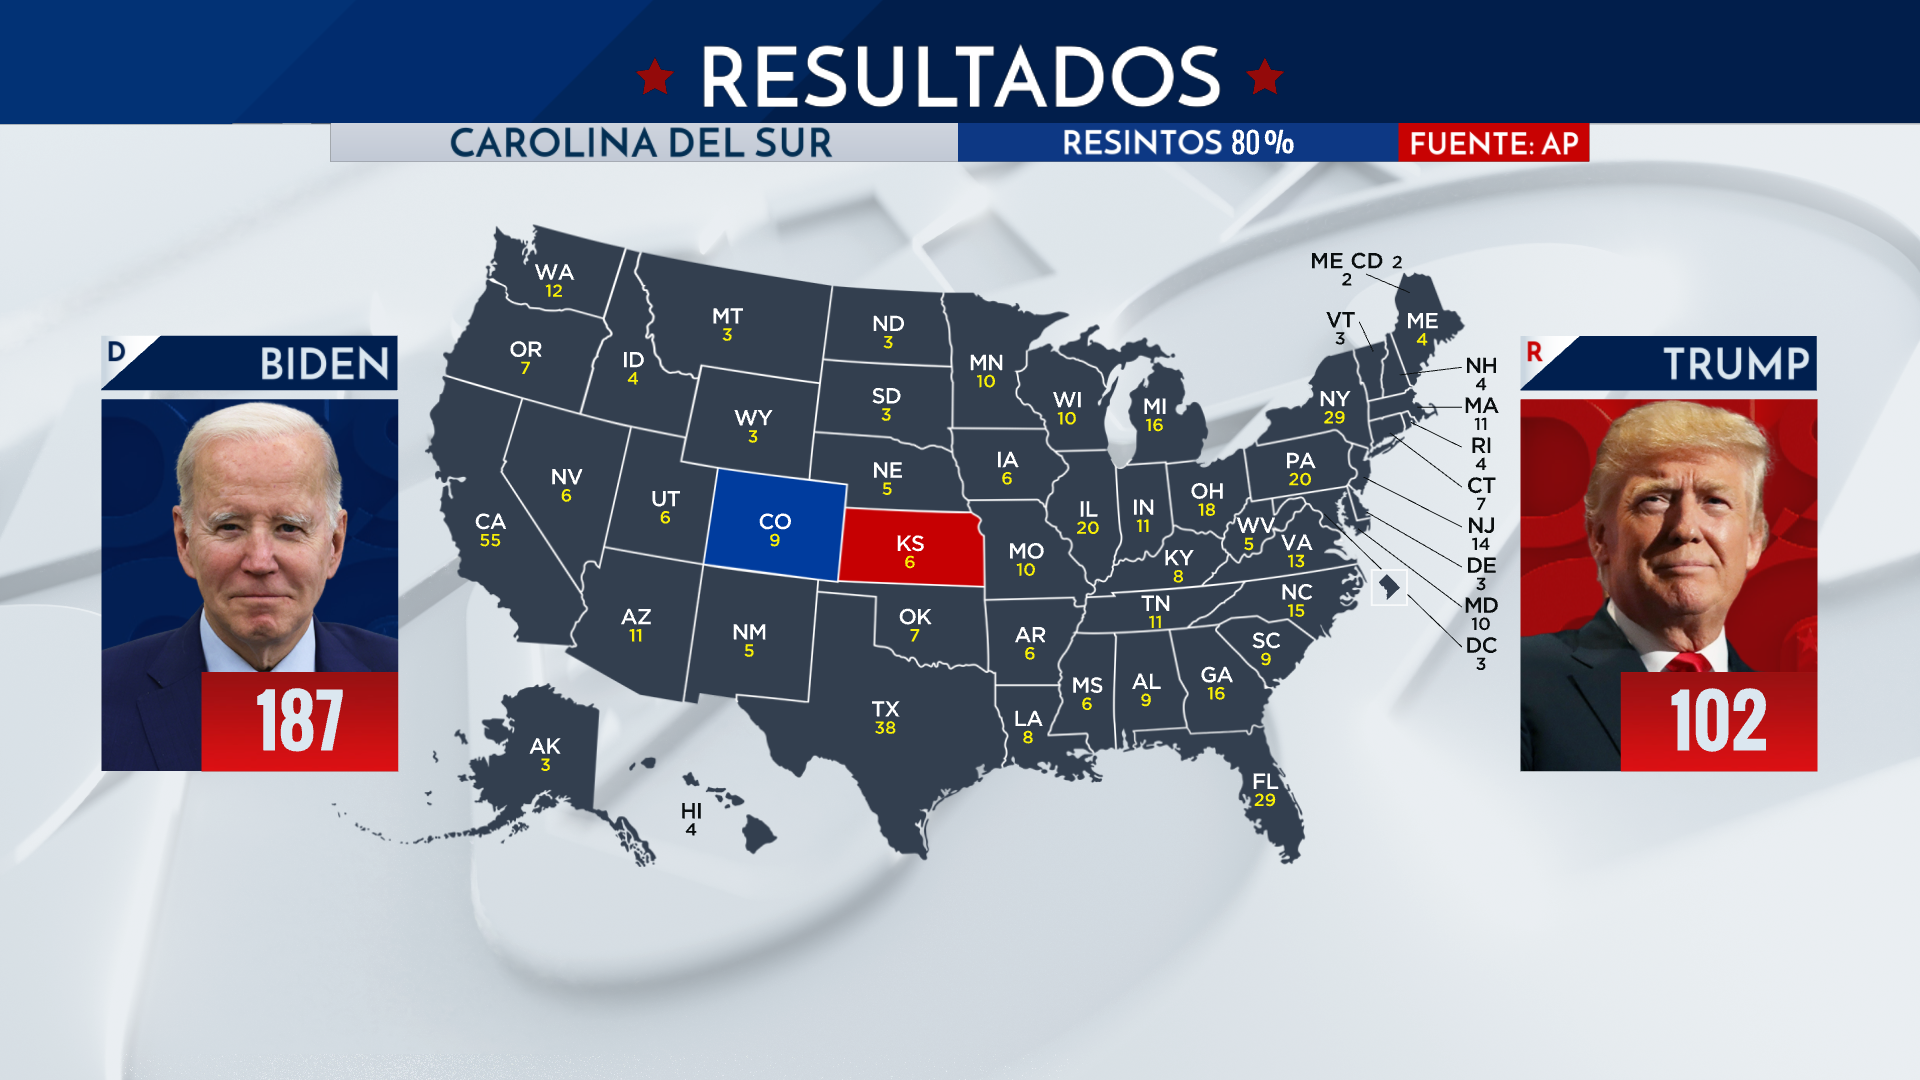 RESULTADOS
CAROLINA DEL SUR
RESINTOS 80%
FUENTE: AP
D
BIDEN
187
R
TRUMP
102
WA
12
OR
7
ID
4
MT
3
ND
3
MN
10
SD
3
WY
3
WI
10
MI
16
NE
5
IA
6
NV
6
UT
6
CA
55
CO
9
KS
6
MO
10
IL
20
IN
11
OH
18
WV
5
VA
13
KY
8
PA
20
NY
29
ME CD 2
2
VT
3
ME
4
NH
4
MA
11
RI
4
CT
7
NJ
14
DE
3
MD
10
DC
3
NC
15
TN
11
SC
9
AZ
11
NM
5
OK
7
AR
6
MS
6
AL
9
GA
16
TX
38
LA
8
FL
29
AK
3
HI
4